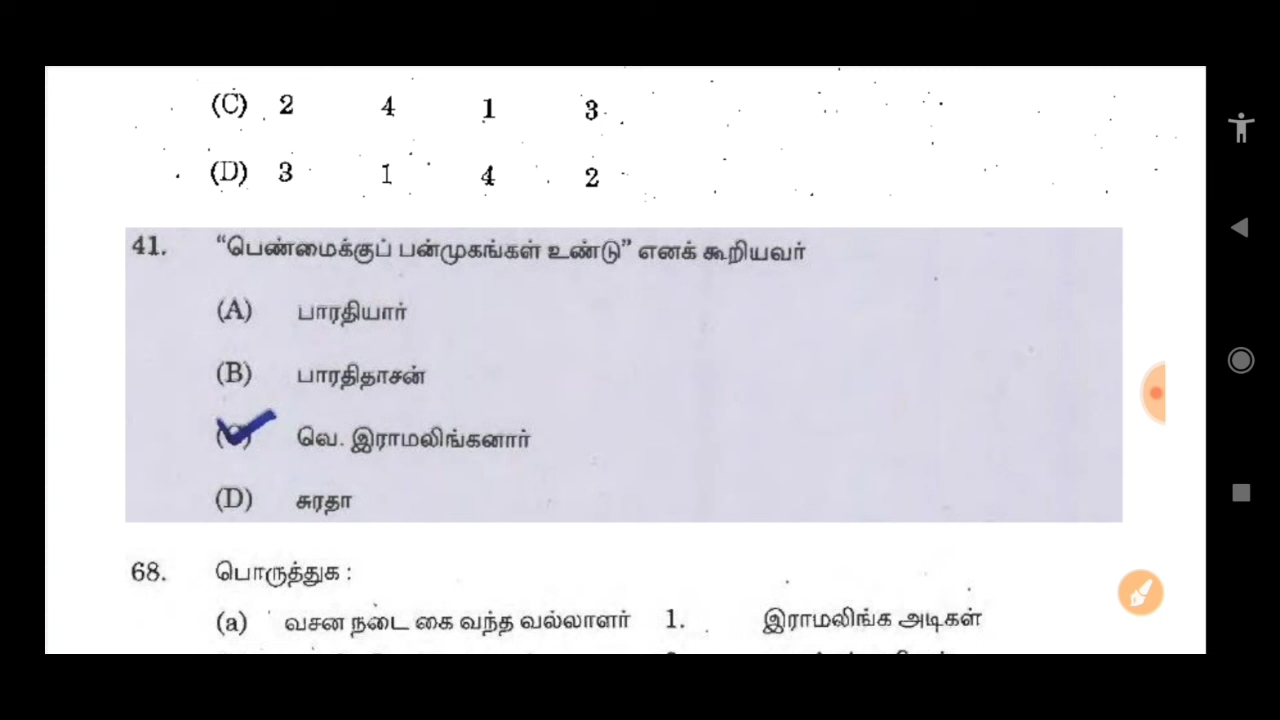 (C) 2 4 1 3
(D) 3 1 4 2
41. “பெண்மைக்குப் பன்முகங்கள் உண்டு” எனக் கூறியவர்
(A) பாரதியார்
(B) பாரதிதாசன்
(C) வெ. இராமலிங்கனார்
(D) சுரதா
68. பொருத்துக :
(a) வசன நடை கை வந்த வல்லாளர் 1. இராமலிங்க அடிகள்